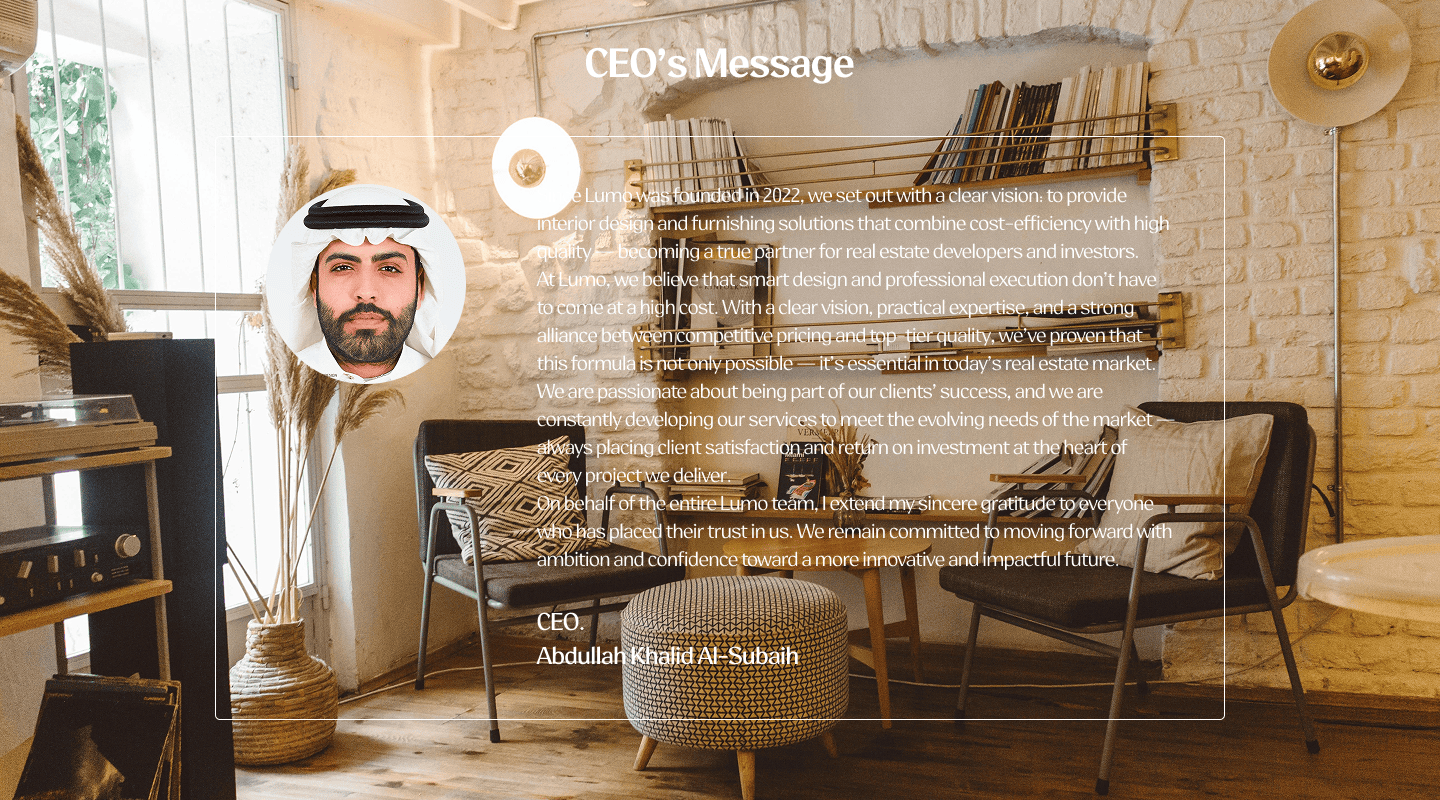 CEO's Message
Lumo was founded in 2022, we set out with a clear vision: to provide
interior design and furnishing solutions that combine cost-efficiency with high
quality — becoming a true partner for real estate developers and investors.
At Lumo, we believe that smart design and professional execution don't have
to come at a high cost. With a clear vision, practical expertise, and a strong
alliance between competitive pricing and top-tier quality, we've proven that
this formula is not only possible — it's essential in today's real estate market.
We are passionate about being part of our clients' success, and we are
constantly developing our services to meet the evolving needs of the market
always placing client satisfaction and return on investment at the heart of
every project we deliver.
On behalf of the entire Lumo team, I extend my sincere gratitude to everyone
who has placed their trust in us. We remain committed to moving forward with
ambition and confidence toward a more innovative and impactful future.
CEO.
Abdullah Khalid Al-Subaih